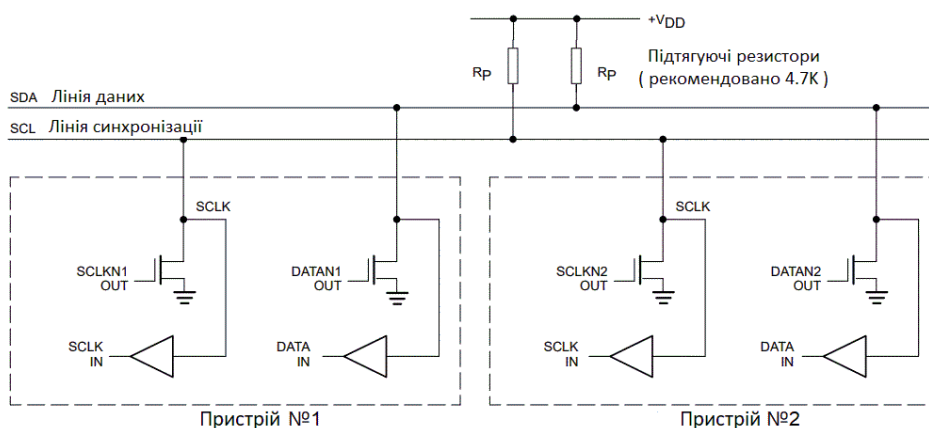 +VDD
Підтягуючі резистори
RP
RP
( рекомендовано 4.7K )
SDA Лінія даних
SCL Лінія синхронізації
SCLK
SCLK
SCLKN1
OUT
DATAN1
OUT
SCLKN2
OUT
DATAN2
OUT
SCLK
IN
DATA
IN
SCLK
IN
DATA
IN
Пристрій №1
Пристрій №2